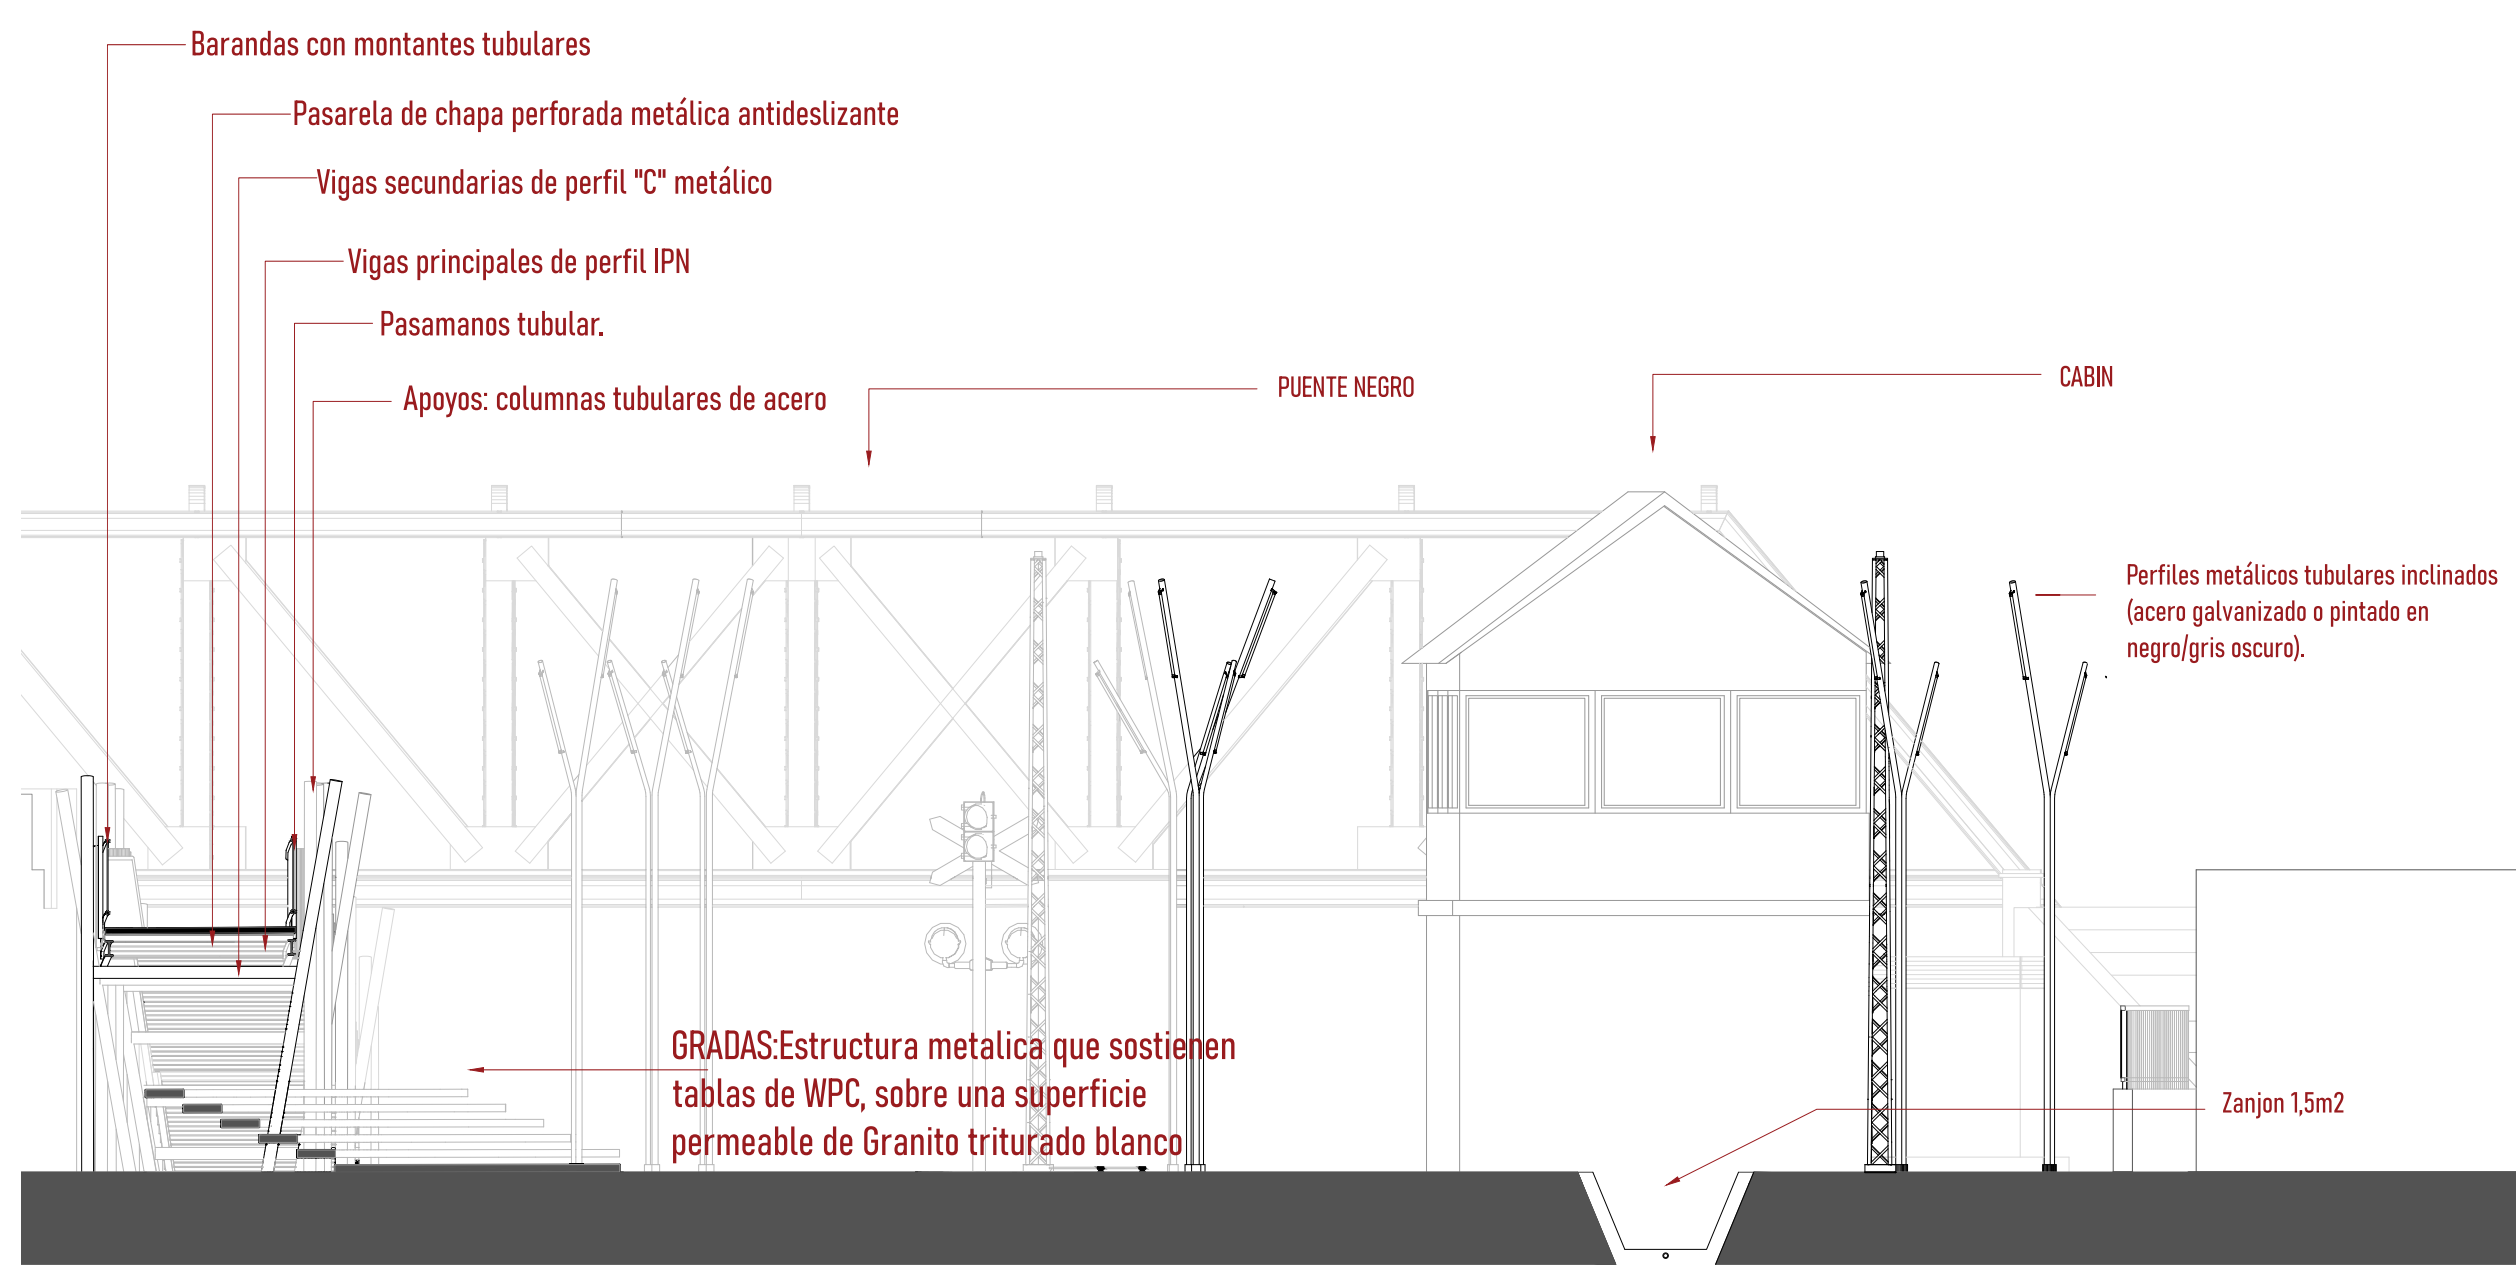 Barandas con montantes tubulares
Pasarela de chapa perforada metálica antideslizante
Vigas secundarias de perfil "C" metálico
Vigas principales de perfil IPN
Pasamanos tubular.
Apoyos: columnas tubulares de acero
PUENTE NEGRO
CABIN
Perfiles metálicos tubulares inclinados
(acero galvanizado o pintado en
negro/gris oscuro).
GRADAS:Estructura metalica que sostienen
tablas de WPC, sobre una superficie
permeable de Granito triturado blanco
Zanjon 1,5m2